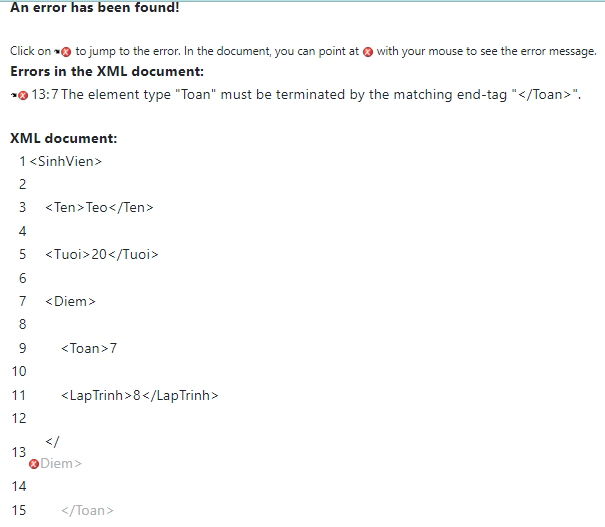 An error has been found!
Click on to jump to the error. In the document, you can point at with your mouse to see the error message.
Errors in the XML document:
13:7 The element type "Toan" must be terminated by the matching end-tag "</Toan>".
XML document:
1 <SinhVien>
2
3 <Ten>Teo</Ten>
4
5 <Tuoi>20</Tuoi>
6
7 <Diem>
8
9 <Toan>7
10
11 <LapTrinh>8</LapTrinh>
12
13 </
Diem>
14
15 </Toan>